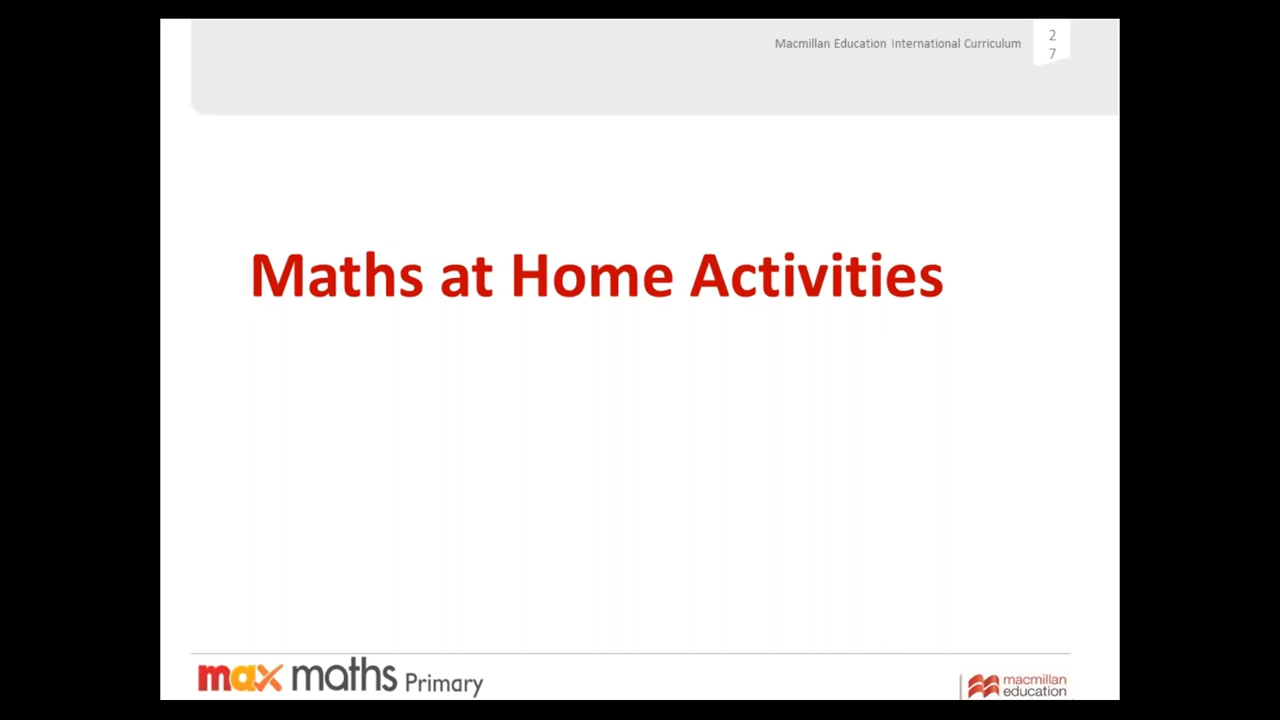 Macmillan Education International Curriculum
2
7
Maths at Home Activities
max maths Primary
macmillan
education